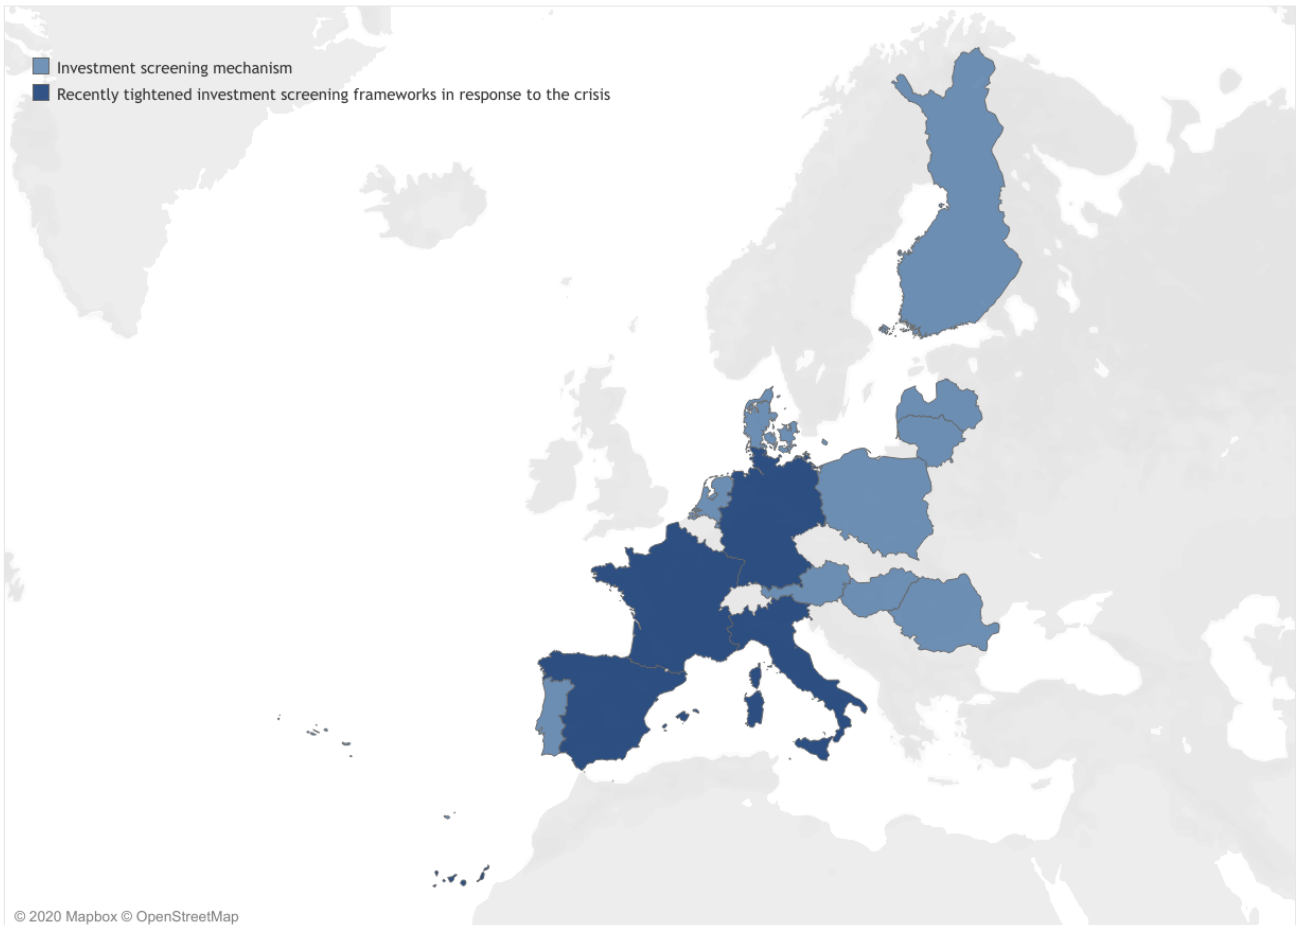 Investment screening mechanism
Recently tightened investment screening frameworks in response to the crisis
© 2020 Mapbox © OpenStreetMap